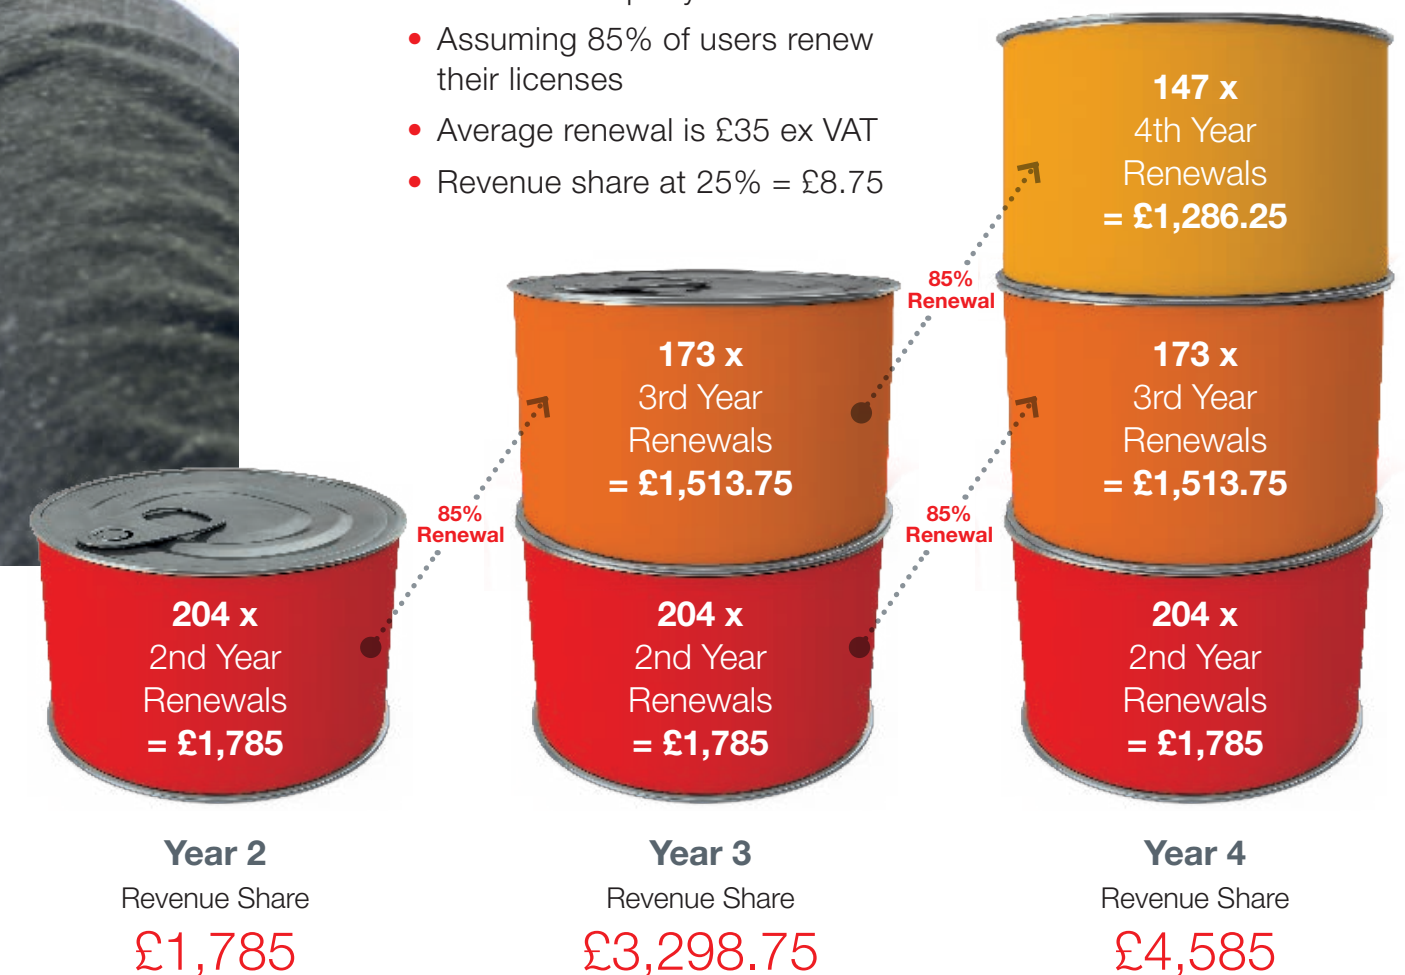 • Assuming 85% of users renew
their licenses
• Average renewal is £35 ex VAT
• Revenue share at 25% = £8.75
147 x
4th Year
Renewals
= £1,286.25
85%
Renewal
173 x
3rd Year
Renewals
= £1,513.75
173 x
3rd Year
Renewals
= £1,513.75
85%
Renewal
85%
Renewal
204 x
2nd Year
Renewals
= £1,785
204 x
2nd Year
Renewals
= £1,785
204 x
2nd Year
Renewals
= £1,785
Year 2
Revenue Share
£1,785
Year 3
Revenue Share
£3,298.75
Year 4
Revenue Share
£4,585